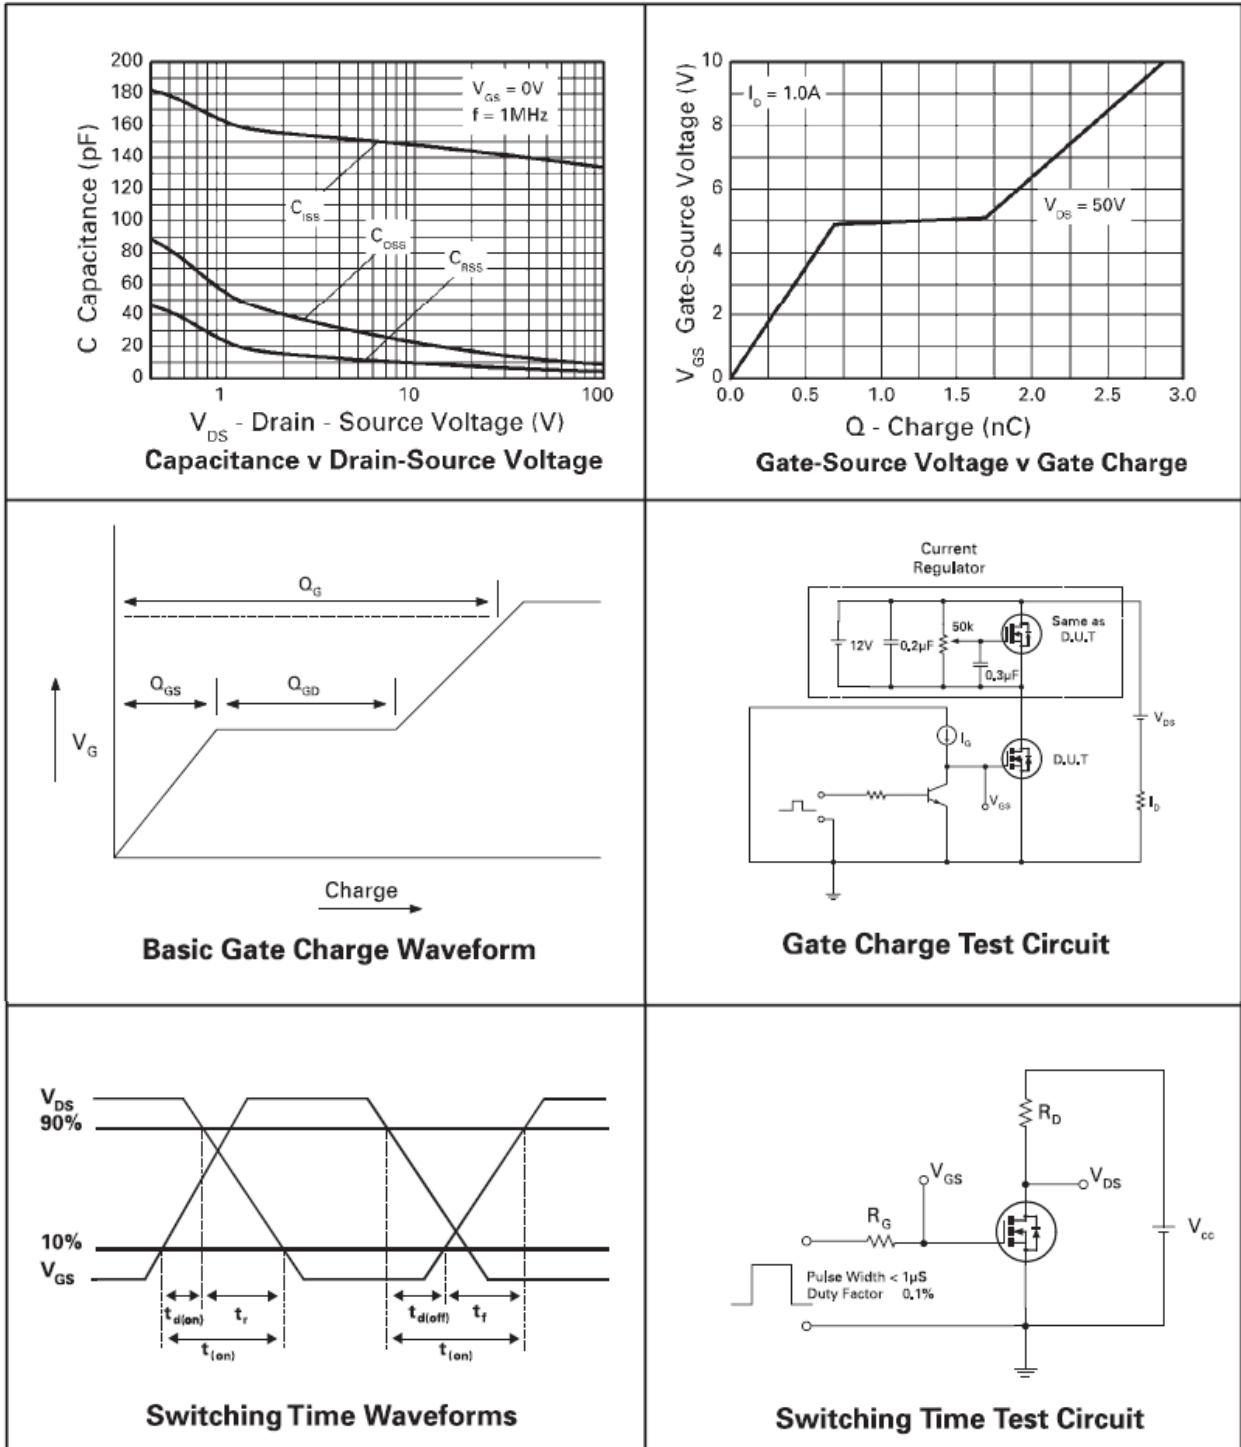 200
180
160
140
120
100
80
60
40
20
0
C Capacitance (pF)
V_GS = 0V
f = 1MHz
C_ISS
C_OSS
C_RSS
1 10 100
V_DS - Drain - Source Voltage (V)
Capacitance v Drain-Source Voltage
10
8
6
4
2
0
V_GS Gate-Source Voltage (V)
I_D = 1.0A
V_DS = 50V
0.0 0.5 1.0 1.5 2.0 2.5 3.0
Q - Charge (nC)
Gate-Source Voltage v Gate Charge
Q_G
Q_GS Q_GD
V_G
Charge
Basic Gate Charge Waveform
Current
Regulator
12V
0.2µF
50k
0.3µF
Same as
D.U.T
I_G
V_DS
D.U.T
V_GS
I_D
Gate Charge Test Circuit
V_DS
90%
10%
V_GS
t_d(on) t_r t_d(off) t_f
t_(on) t_(on)
Switching Time Waveforms
R_D
V_GS
V_DS
R_G
V_cc
Pulse Width < 1µS
Duty Factor 0.1%
Switching Time Test Circuit